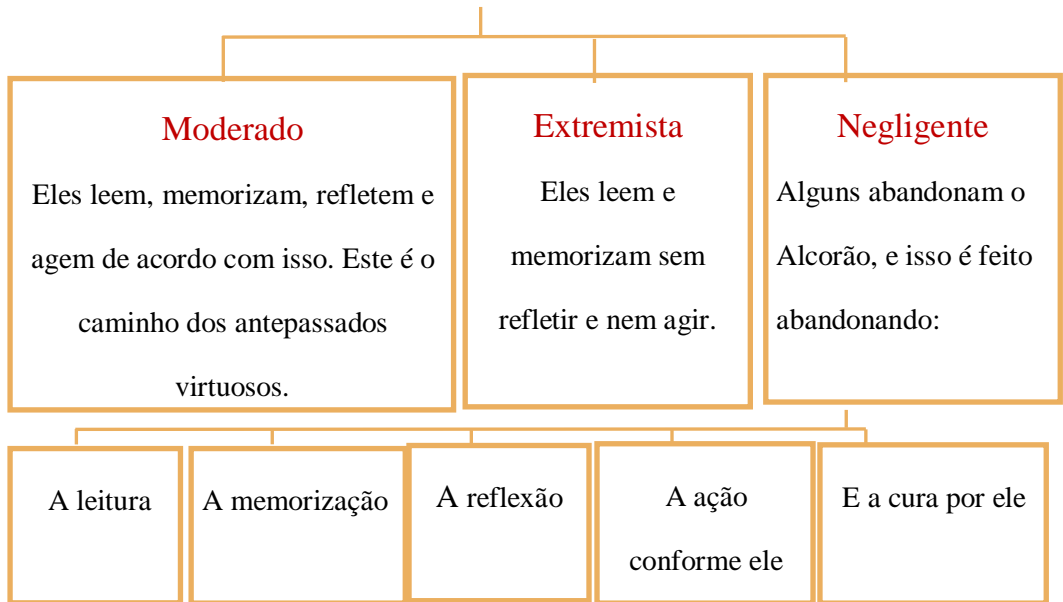 Moderado
Eles leem, memorizam, refletem e
agem de acordo com isso. Este é o
caminho dos antepassados
virtuosos.
Extremista
Eles leem e
memorizam sem
refletir e nem agir.
Negligente
Alguns abandonam o
Alcorão, e isso é feito
abandonando:
A leitura
A memorização
A reflexão
A ação
conforme ele
E a cura por ele